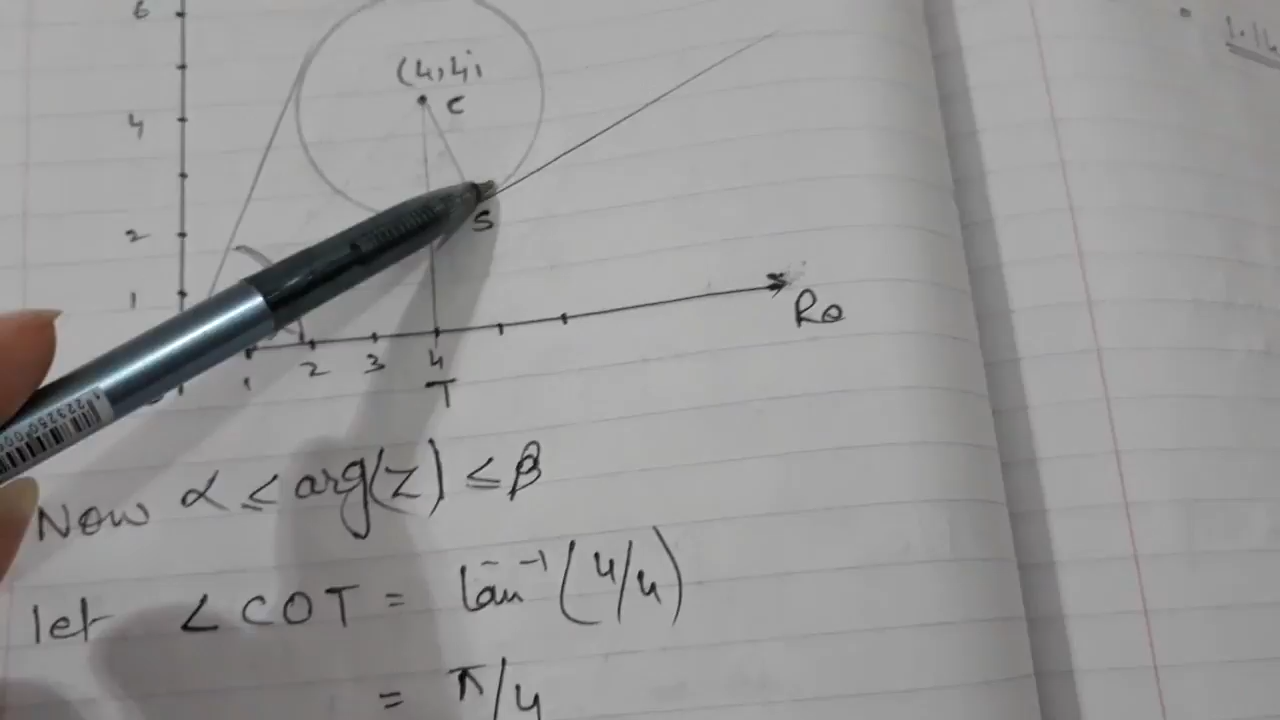 6
(4,4)
C
4
2
S
1
Re
1 2 3 4
T
Now α ≤ arg(z) ≤ β
let ∠COT = tan⁻¹(4/4)
= π/4